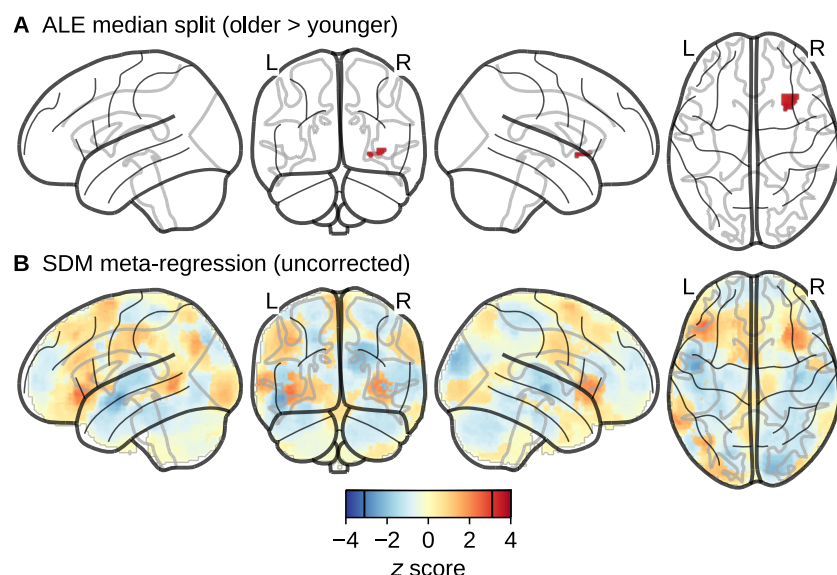 A ALE median split (older > younger)
L R L R
B SDM meta-regression (uncorrected)
L R L R
−4 −2 0 2 4
z score